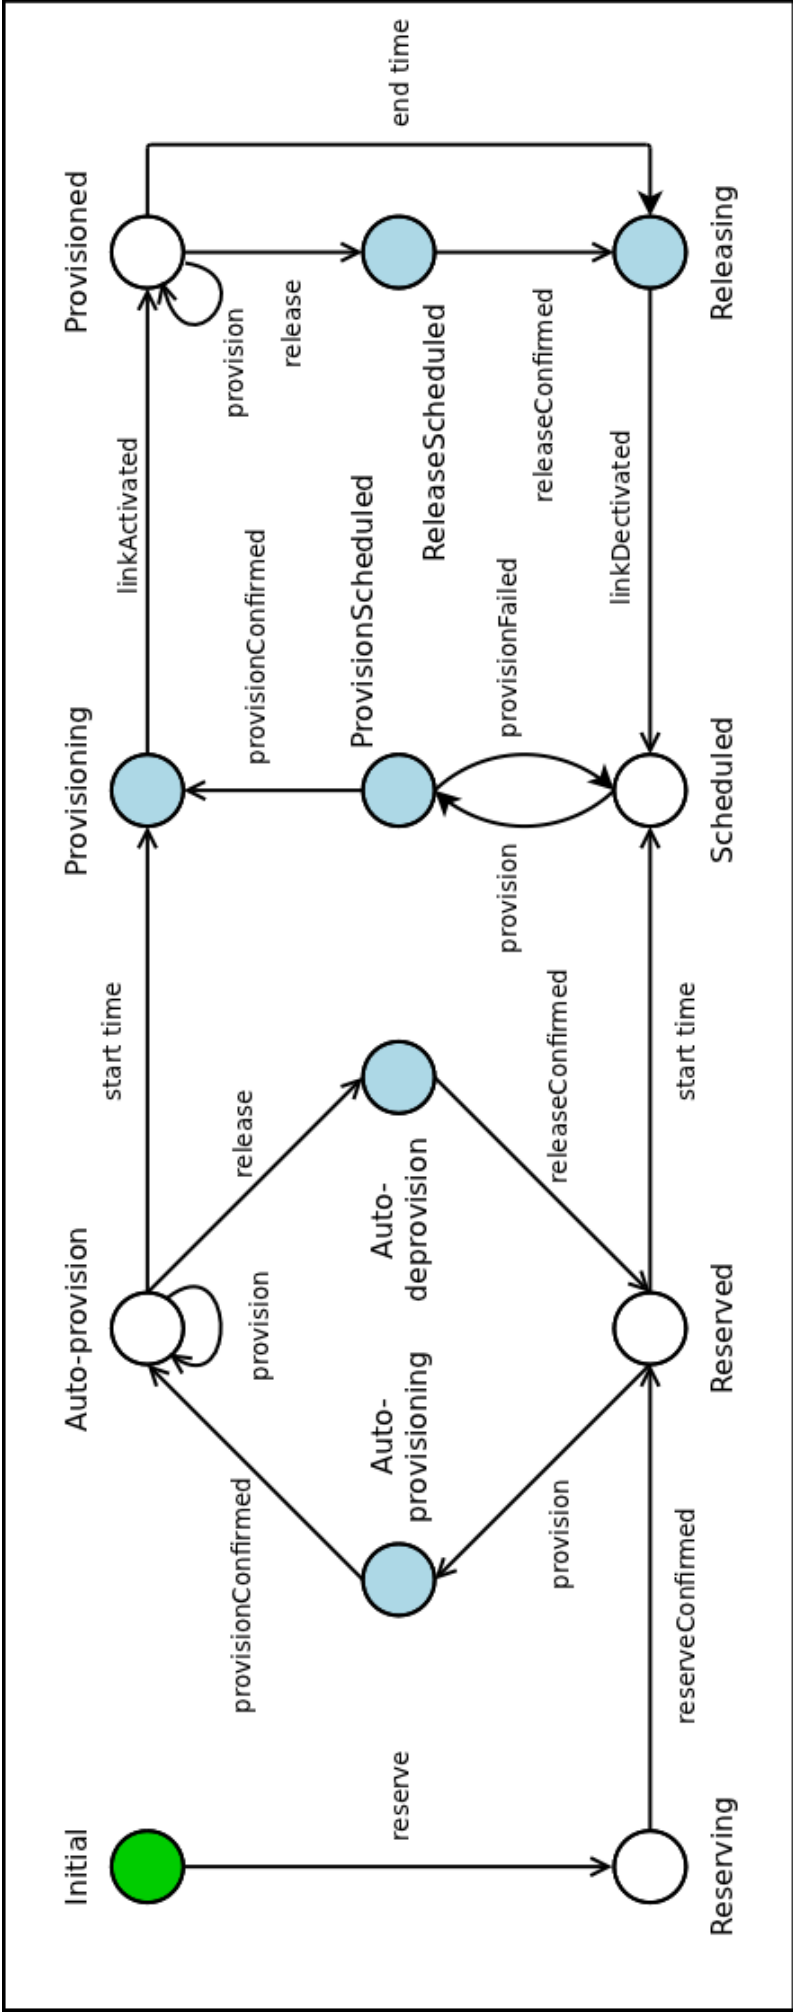 Initial
Auto-provision
Provisioning
Provisioned
start time
linkActivated
provisionConfirmed
provision
release
provisionConfirmed
provision
release
end time
reserve
Auto-
provisioning
Auto-
deprovision
ProvisionScheduled
ReleaseScheduled
provision
releaseConfirmed
provision
provisionFailed
releaseConfirmed
reserveConfirmed
start time
linkDectivated
Reserving
Reserved
Scheduled
Releasing